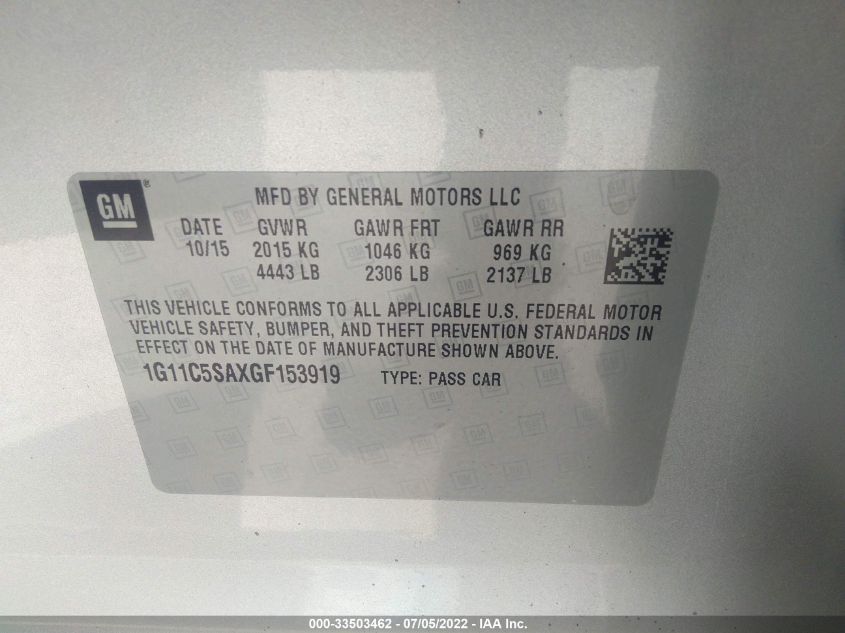 GM®
MFD BY GENERAL MOTORS LLC
DATE GVWR GAWR FRT GAWR RR
10/15 2015 KG 1046 KG 969 KG
4443 LB 2306 LB 2137 LB
THIS VEHICLE CONFORMS TO ALL APPLICABLE U.S. FEDERAL MOTOR
VEHICLE SAFETY, BUMPER, AND THEFT PREVENTION STANDARDS IN
EFFECT ON THE DATE OF MANUFACTURE SHOWN ABOVE.
1G11C5SAXGF153919 TYPE: PASS CAR
000-33503462 - 07/05/2022 - IAA Inc.